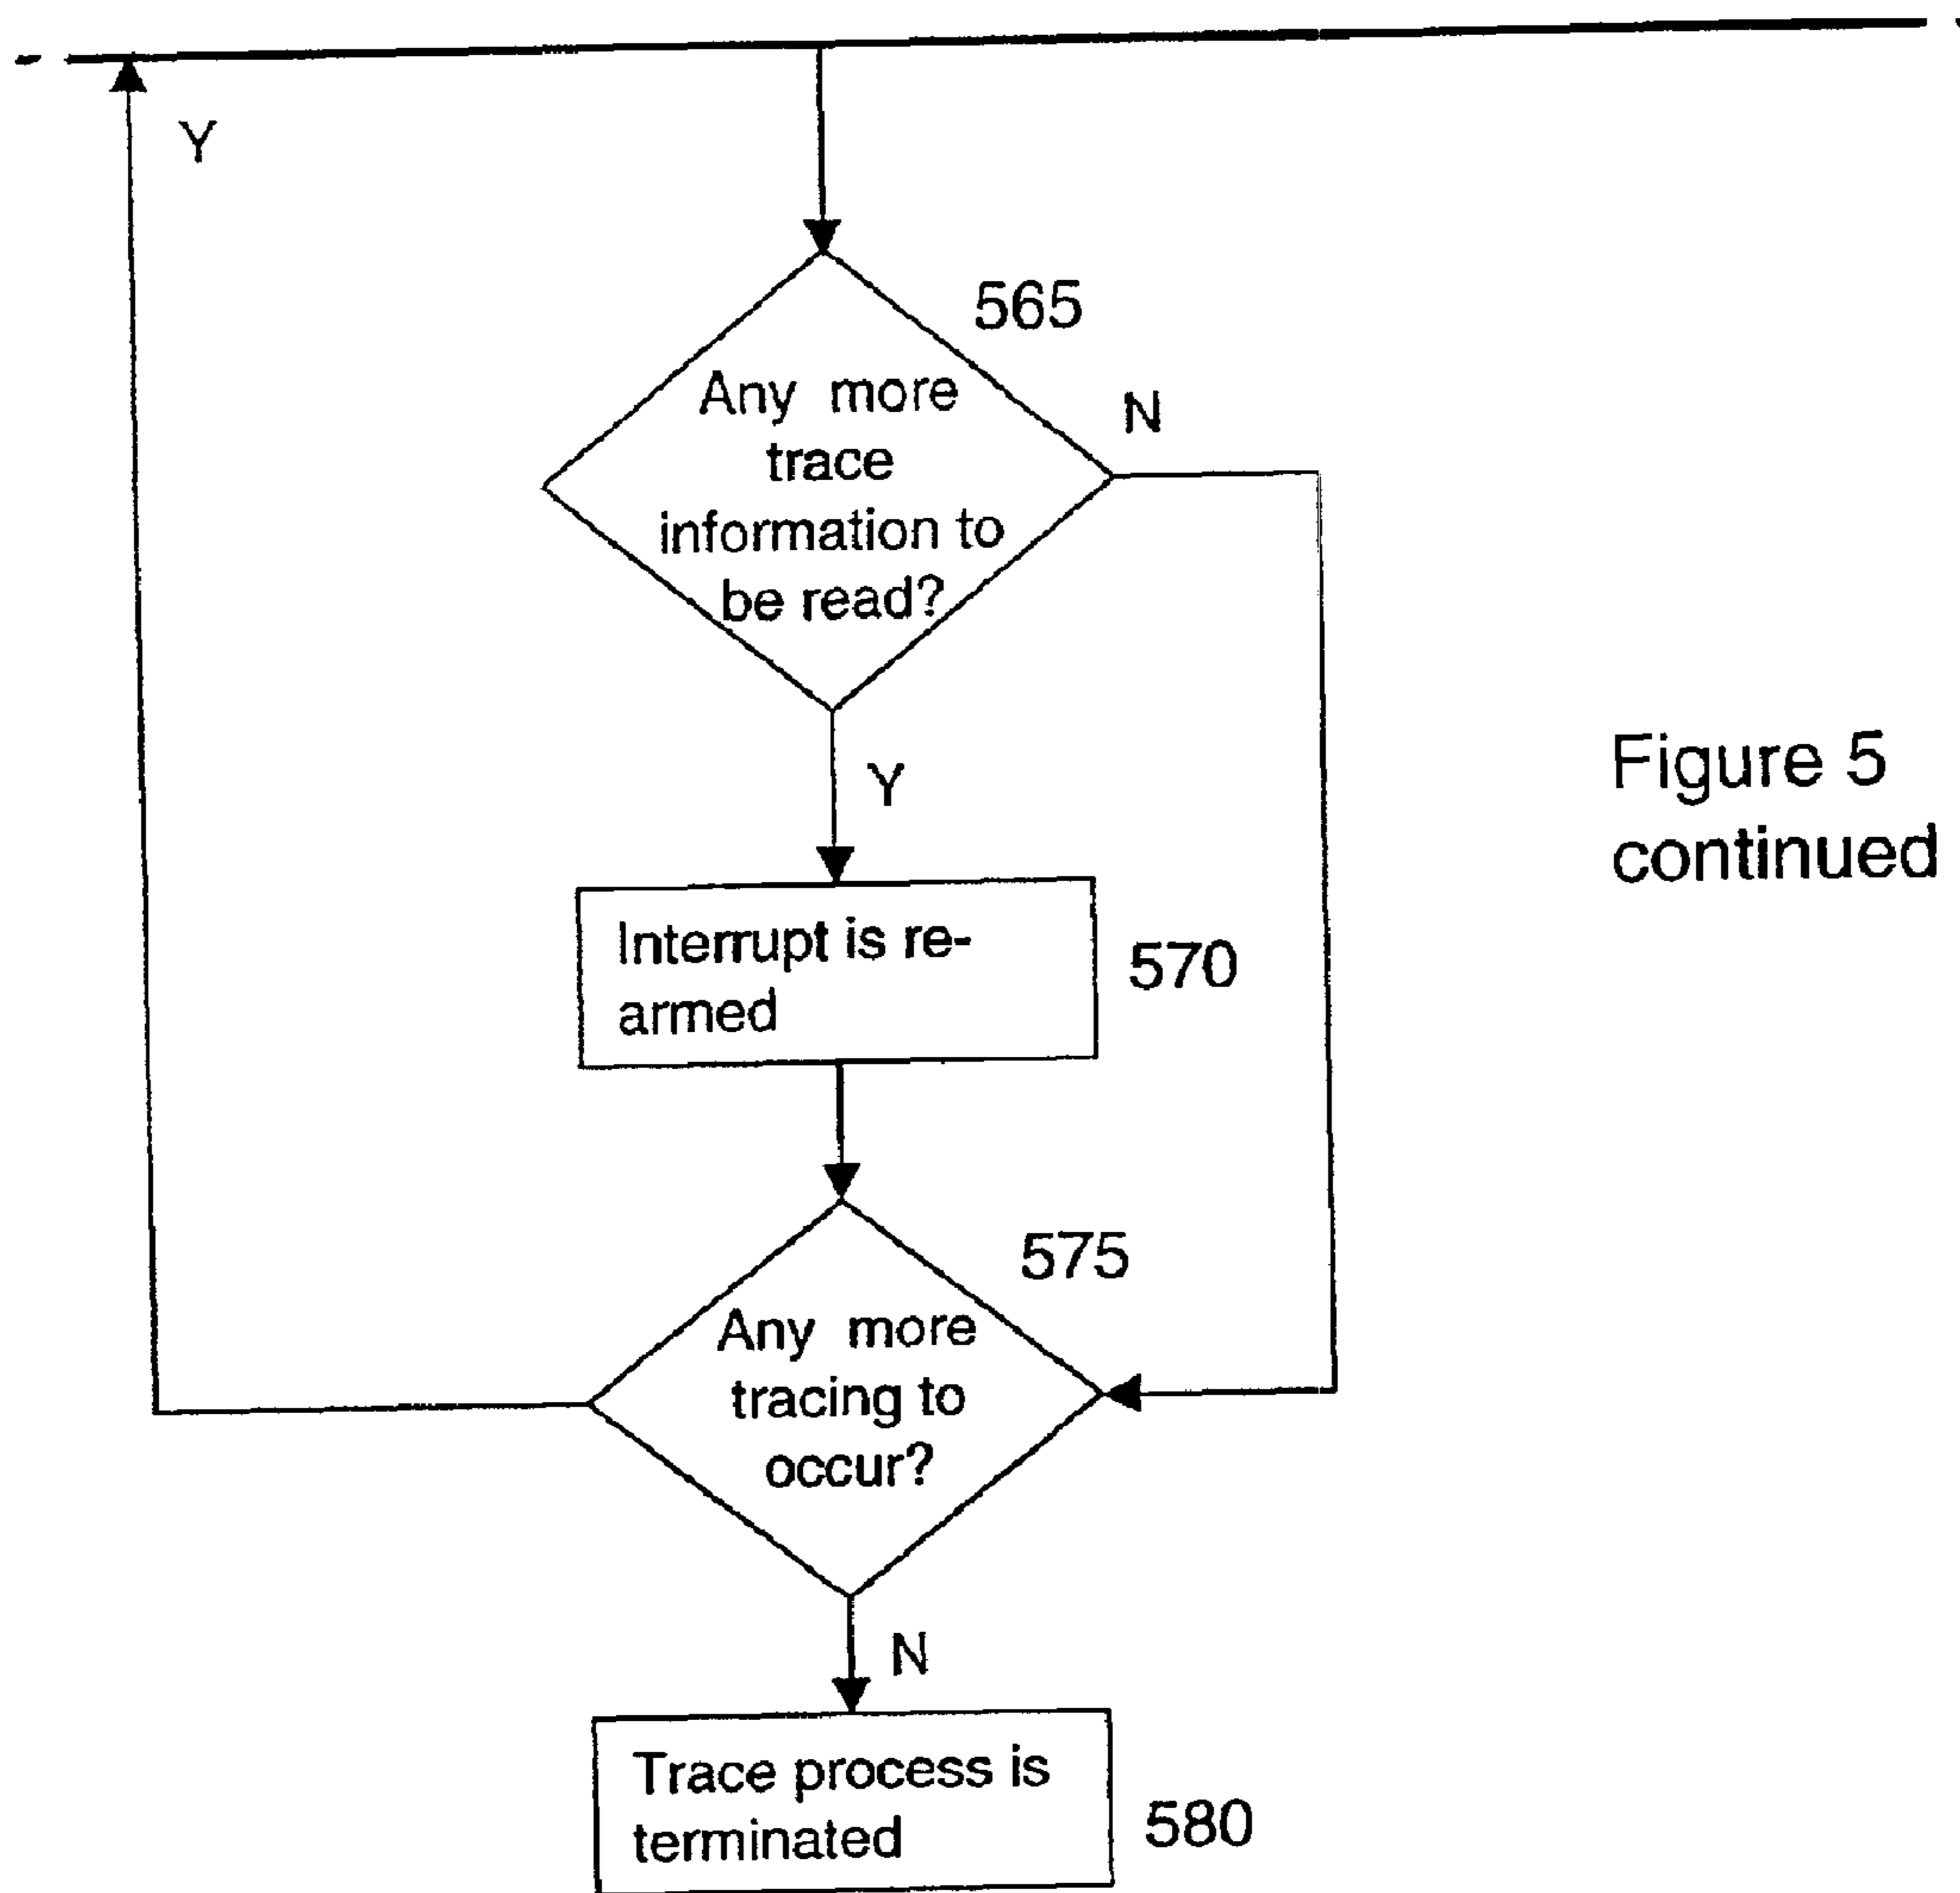 Y
565
Any more
trace
information to
be read?
N
Y
Figure 5
continued
Interrupt is re-
armed
570
575
Any more
tracing to
occur?
N
Trace process is
terminated
580